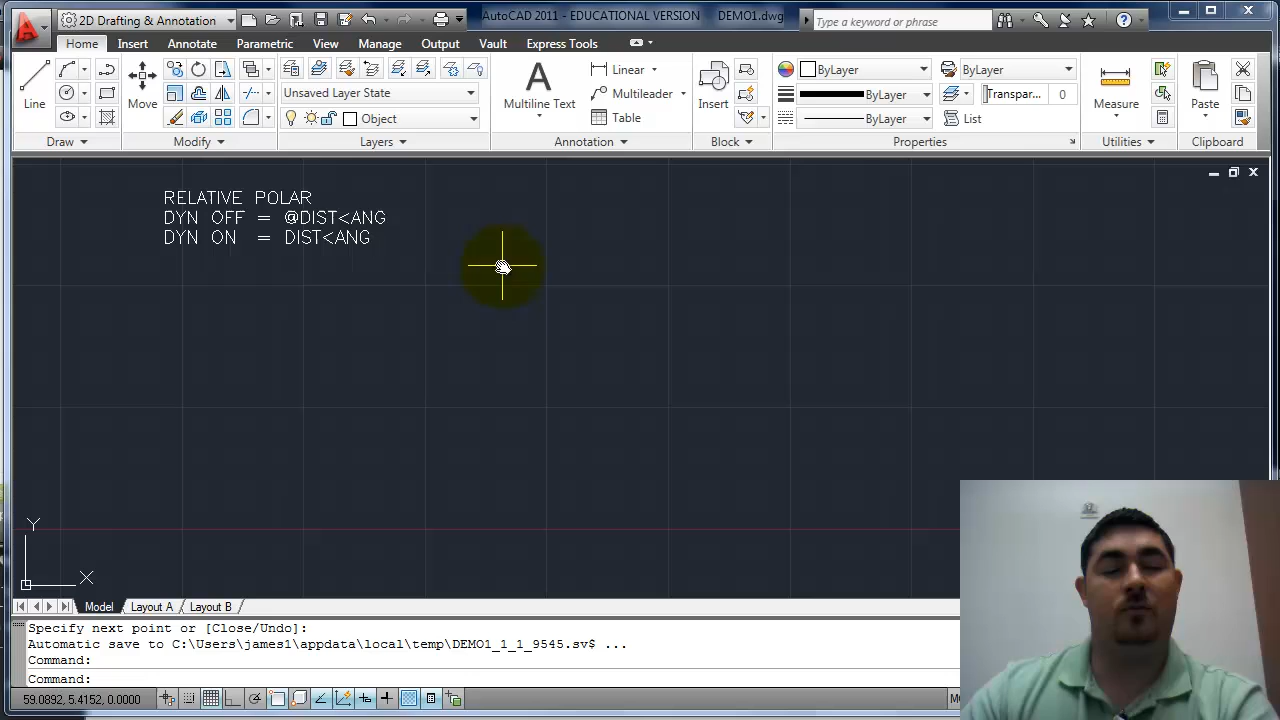 2D Drafting & Annotation
AutoCAD 2011 - EDUCATIONAL VERSION DEMO1.dwg
Type a keyword or phrase
Home Insert Annotate Parametric View Manage Output Vault Express Tools
Line
Move
Unsaved Layer State
Object
Multiline Text
Linear
Multileader
Table
Insert
ByLayer
ByLayer
ByLayer
ByLayer
Transpar... 0
List
Measure
Paste
Draw Modify Layers Annotation Block Properties Utilities Clipboard
RELATIVE POLAR
DYN OFF = @DIST<ANG
DYN ON = DIST<ANG
Y
X
Model Layout A Layout B
Specify next point or [Close/Undo]:
Automatic save to C:\Users\james1\appdata\local\temp\DEMO1_1_1_9545.sv$ ...
Command:
Command:
59.0892, 5.4152, 0.0000